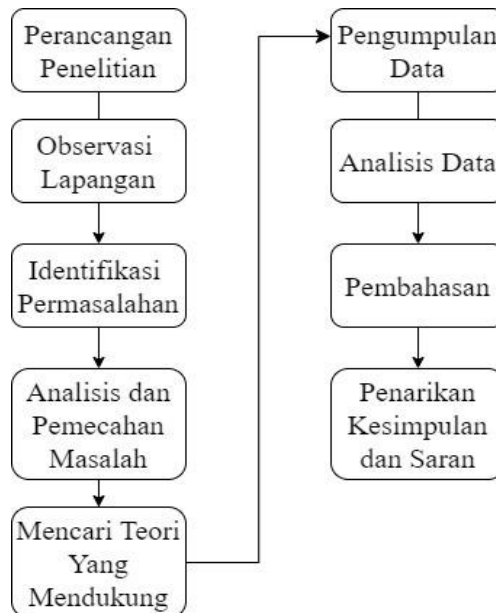 Perancangan
Penelitian
Observasi
Lapangan
Identifikasi
Permasalahan
Analisis dan
Pemecahan
Masalah
Mencari Teori
Yang
Mendukung
Pengumpulan
Data
Analisis Data
Pembahasan
Penarikan
Kesimpulan
dan Saran